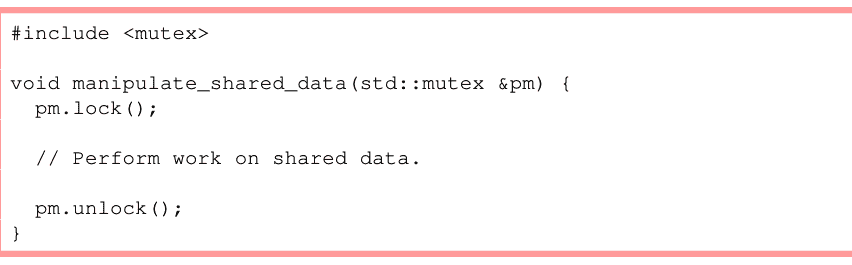 #include <mutex>

void manipulate_shared_data(std::mutex &pm) {
  pm.lock();

  // Perform work on shared data.

  pm.unlock();
}